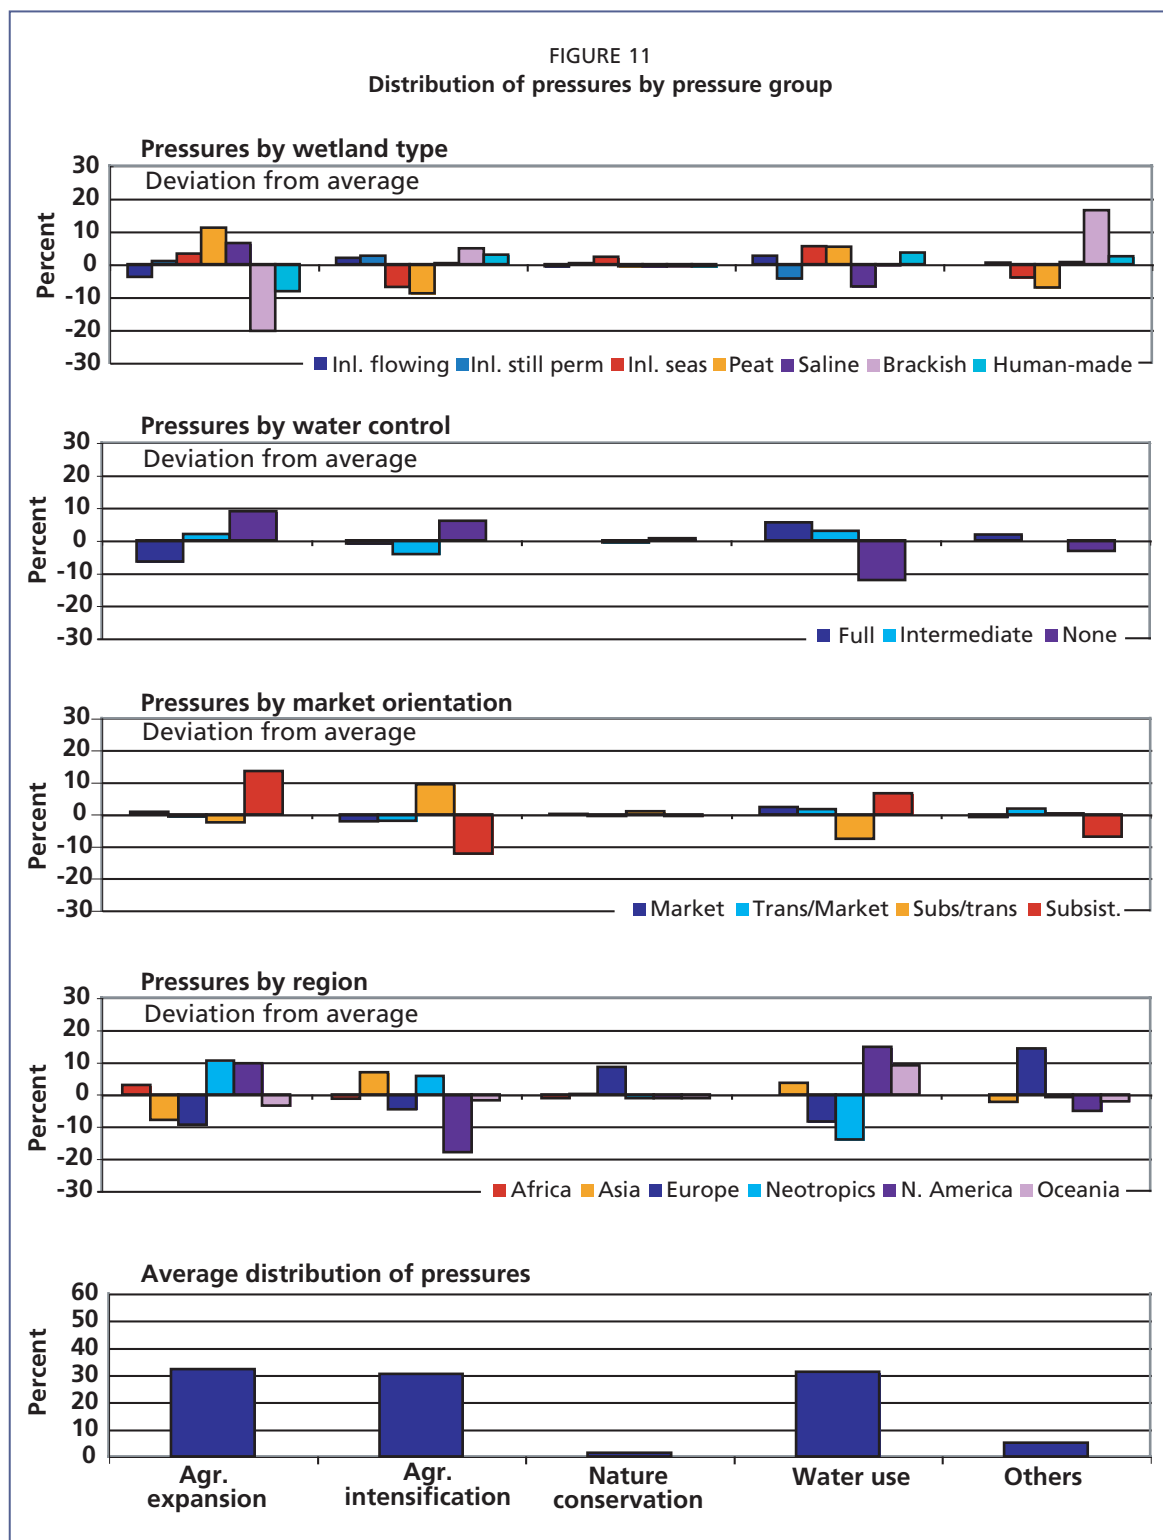 FIGURE 11
Distribution of pressures by pressure group
Pressures by wetland type
Deviation from average
Percent
30
20
10
0
-10
-20
-30
Inl. flowing Inl. still perm Inl. seas Peat Saline Brackish Human-made
Pressures by water control
Deviation from average
Percent
30
20
10
0
-10
-20
-30
Full Intermediate None
Pressures by market orientation
Deviation from average
Percent
30
20
10
0
-10
-20
-30
Market Trans/Market Subs/trans Subsist.
Pressures by region
Deviation from average
Percent
30
20
10
0
-10
-20
-30
Africa Asia Europe Neotropics N. America Oceania
Average distribution of pressures
Percent
60
50
40
30
20
10
0
Agr.
expansion
Agr.
intensification
Nature
conservation
Water use
Others